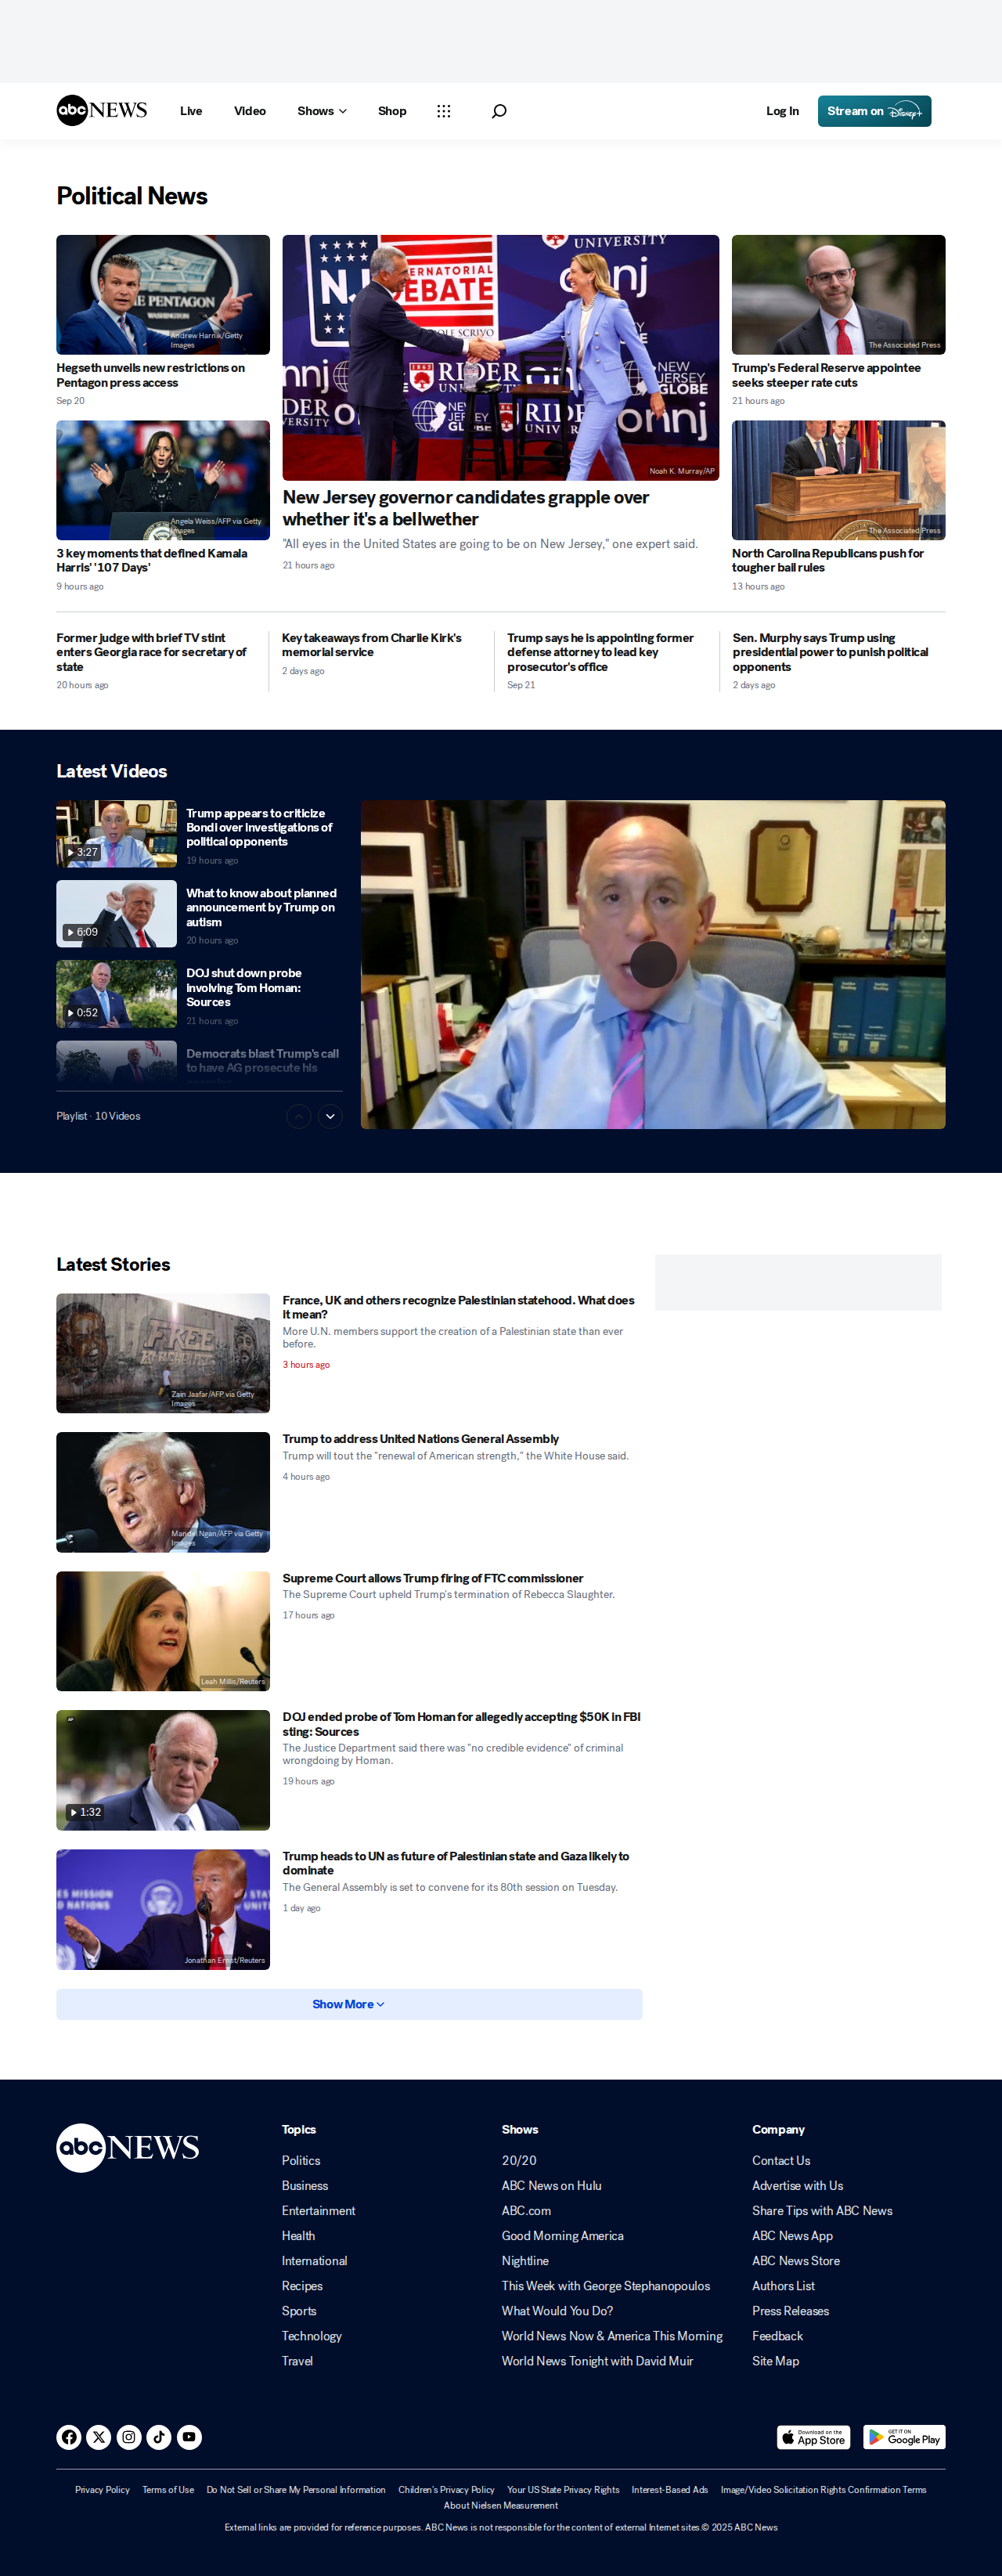 abc NEWS
Live
Video
Shows
Shop
Log In
Stream on Disney+
Political News
THE PENTAGON
WASHINGTON
Andrew Harnik/Getty
Images
Hegseth unveils new restrictions on
Pentagon press access
Sep 20
Angela Weiss/AFP via Getty
Images
3 key moments that defined Kamala
Harris' '107 Days'
9 hours ago
UNIVERSITY
onnj
DEBATE
RIDER
UNIVERSITY
NEW JERSEY
GLOBE
Noah K. Murray/AP
New Jersey governor candidates grapple over
whether it's a bellwether
"All eyes in the United States are going to be on New Jersey," one expert said.
21 hours ago
The Associated Press
Trump's Federal Reserve appointee
seeks steeper rate cuts
21 hours ago
The Associated Press
North Carolina Republicans push for
tougher bail rules
13 hours ago
Former judge with brief TV stint
enters Georgia race for secretary of
state
20 hours ago
Key takeaways from Charlie Kirk's
memorial service
2 days ago
Trump says he is appointing former
defense attorney to lead key
prosecutor's office
Sep 21
Sen. Murphy says Trump using
presidential power to punish political
opponents
2 days ago
Latest Videos
3:27
Trump appears to criticize
Bondi over investigations of
political opponents
19 hours ago
6:09
What to know about planned
announcement by Trump on
autism
20 hours ago
0:52
DOJ shut down probe
involving Tom Homan:
Sources
21 hours ago
Democrats blast Trump's call
to have AG prosecute his
Playlist · 10 Videos
Latest Stories
FREE
Zain Jaafar/AFP via Getty
Images
France, UK and others recognize Palestinian statehood. What does
it mean?
More U.N. members support the creation of a Palestinian state than ever
before.
3 hours ago
Mandel Ngan/AFP via Getty
Images
Trump to address United Nations General Assembly
Trump will tout the "renewal of American strength," the White House said.
4 hours ago
Leah Millis/Reuters
Supreme Court allows Trump firing of FTC commissioner
The Supreme Court upheld Trump's termination of Rebecca Slaughter.
17 hours ago
AP
1:32
DOJ ended probe of Tom Homan for allegedly accepting $50K in FBI
sting: Sources
The Justice Department said there was "no credible evidence" of criminal
wrongdoing by Homan.
19 hours ago
Jonathan Ernst/Reuters
Trump heads to UN as future of Palestinian state and Gaza likely to
dominate
The General Assembly is set to convene for its 80th session on Tuesday.
1 day ago
Show More
abc NEWS
Topics
Politics
Business
Entertainment
Health
International
Recipes
Sports
Technology
Travel
Shows
20/20
ABC News on Hulu
ABC.com
Good Morning America
Nightline
This Week with George Stephanopoulos
What Would You Do?
World News Now & America This Morning
World News Tonight with David Muir
Company
Contact Us
Advertise with Us
Share Tips with ABC News
ABC News App
ABC News Store
Authors List
Press Releases
Feedback
Site Map
Download on the
App Store
GET IT ON
Google Play
Privacy Policy
Terms of Use
Do Not Sell or Share My Personal Information
Children's Privacy Policy
Your US State Privacy Rights
Interest-Based Ads
Image/Video Solicitation Rights Confirmation Terms
About Nielsen Measurement
External links are provided for reference purposes. ABC News is not responsible for the content of external Internet sites.© 2025 ABC News